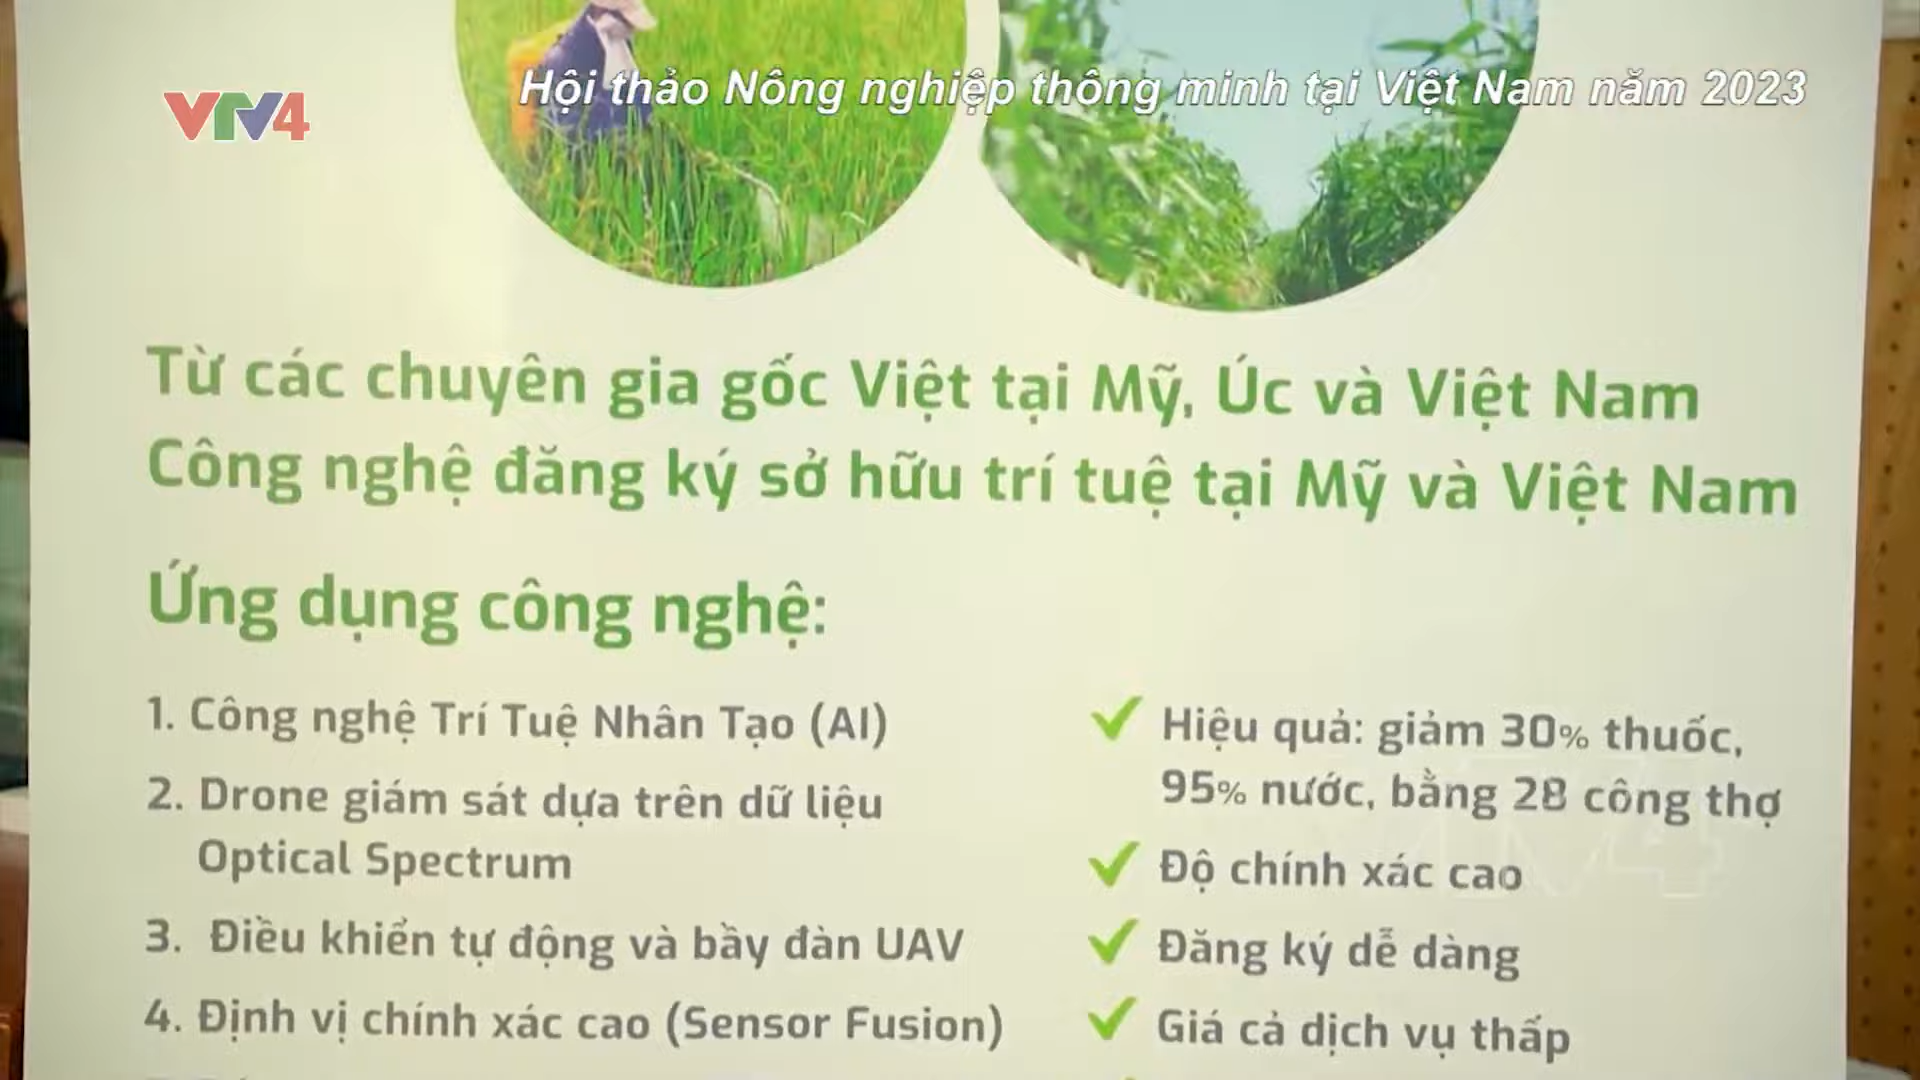 VTV4
Hội thảo Nông nghiệp thông minh tại Việt Nam năm 2023
Từ các chuyên gia gốc Việt tại Mỹ, Úc và Việt Nam
Công nghệ đăng ký sở hữu trí tuệ tại Mỹ và Việt Nam
Ứng dụng công nghệ:
1. Công nghệ Trí Tuệ Nhân Tạo (AI)
2. Drone giám sát dựa trên dữ liệu
Optical Spectrum
3. Điều khiển tự động và bầy đàn UAV
4. Định vị chính xác cao (Sensor Fusion)
Hiệu quả: giảm 30% thuốc,
95% nước, bằng 28 công thợ
Độ chính xác cao
Đăng ký dễ dàng
Giá cả dịch vụ thấp